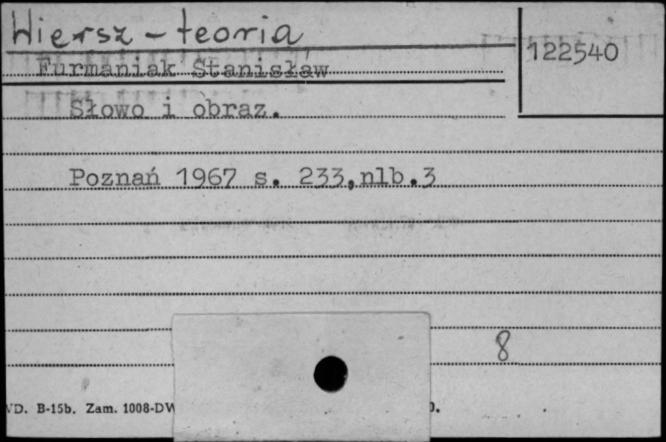 Wiersz - teoria
122540
Furmaniak Stanisław
Słowo i obraz.
Poznań 1967 s. 233,nlb.3
8
D. B-15b. Zam. 1008-DW